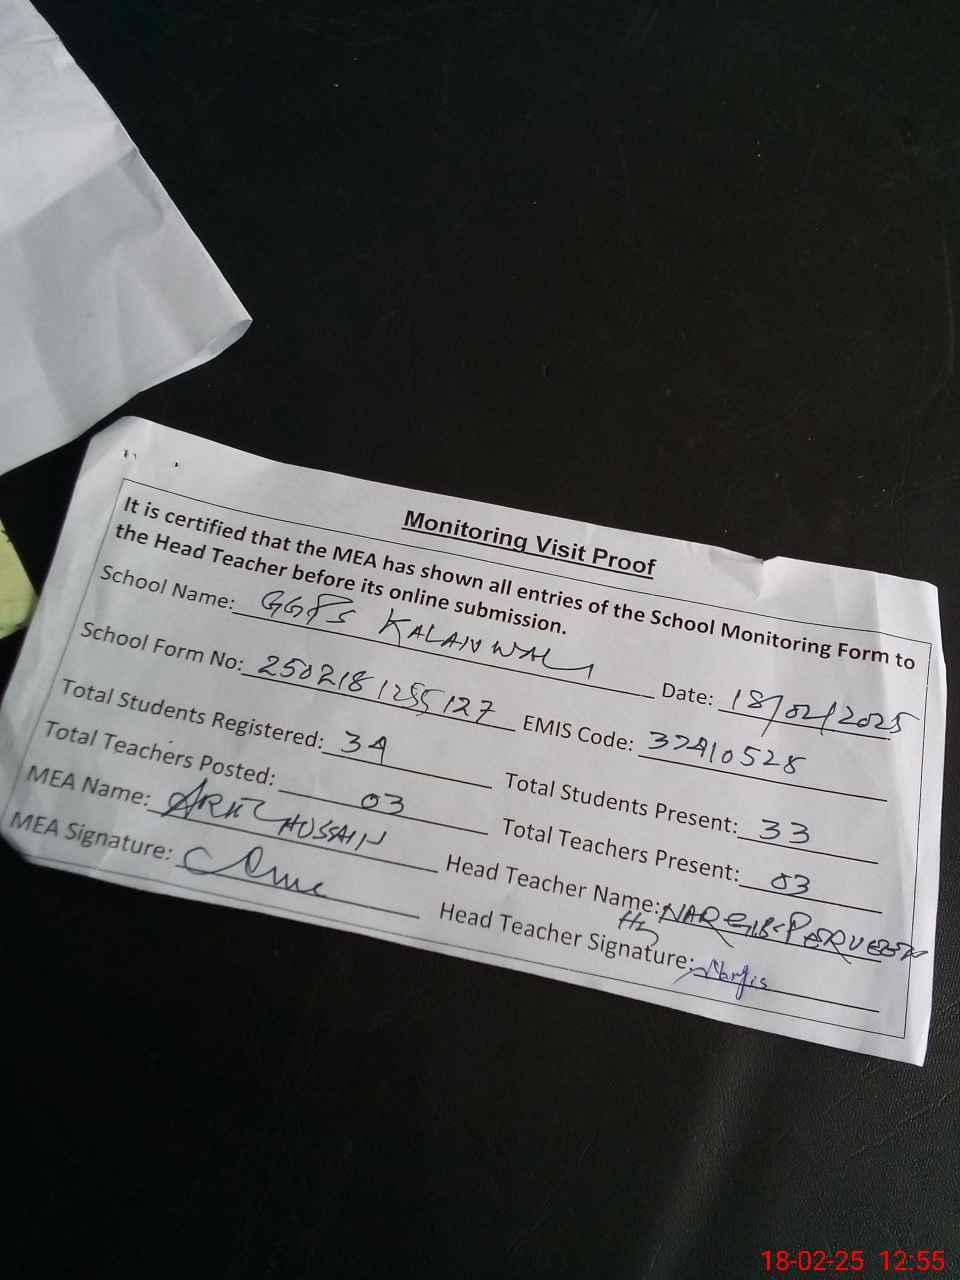 Monitoring Visit Proof
It is certified that the MEA has shown all entries of the School Monitoring Form to
the Head Teacher before its online submission.
School Name: GGPS KALANWALI Date: 18/02/2025
School Form No: 2502181255127 EMIS Code: 37410528
Total Students Registered: 34 Total Students Present: 33
Total Teachers Posted: 03 Total Teachers Present: 03
MEA Name: HUSSAIN Head Teacher Name: NARGIS PERVEEN
MEA Signature: Head Teacher Signature: Nargis
18-02-25 12:55